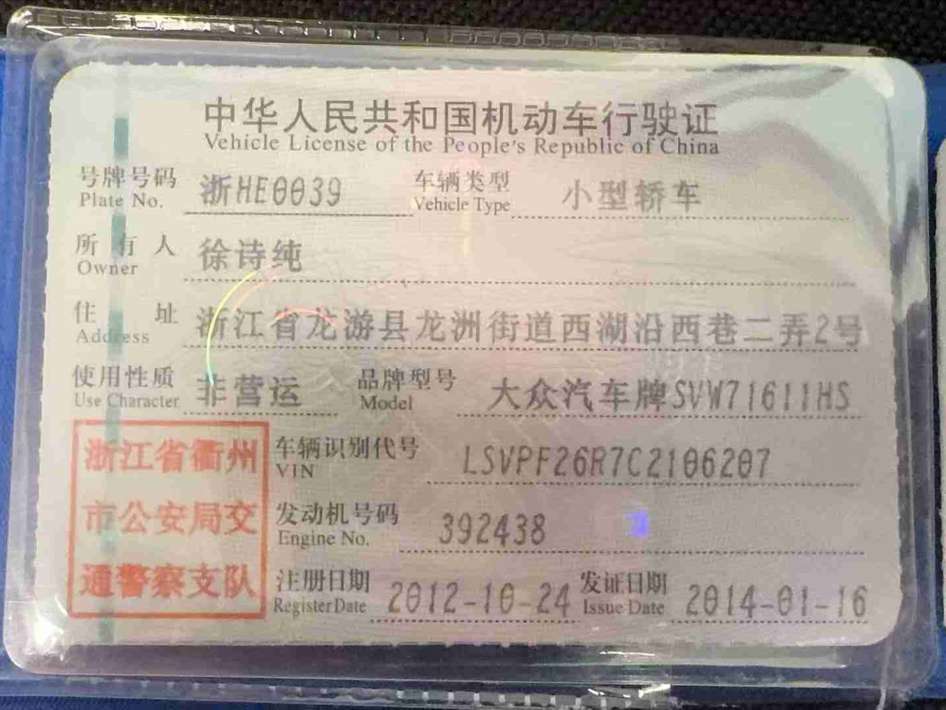 中华人民共和国机动车行驶证
Vehicle License of the People's Republic of China
号牌号码 浙HE0039 车辆类型 小型轿车
Plate No. Vehicle Type
所有人 徐诗纯
Owner
住址 浙江省龙游县龙洲街道西湖沿西巷二弄2号
Address
使用性质 非营运 品牌型号 大众汽车牌SVW71611HS
Use Character Model
浙江省衢州
市公安局交
通警察支队
车辆识别代号 LSVPF26R7C2106207
VIN
发动机号码 392438
Engine No.
注册日期 2012-10-24 发证日期 2014-01-16
Register Date Issue Date